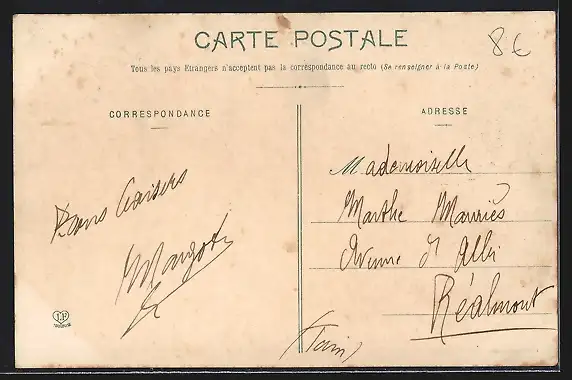 8€
CARTE POSTALE
Tous les pays Etrangers n'acceptent pas la correspondance au recto (Se renseigner à la Poste)
CORRESPONDANCE
ADRESSE
Mademoiselle
Marthe Mauriès
Avenue d'Albi
Réalmont
(Tarn)
Bons baisers
Margot